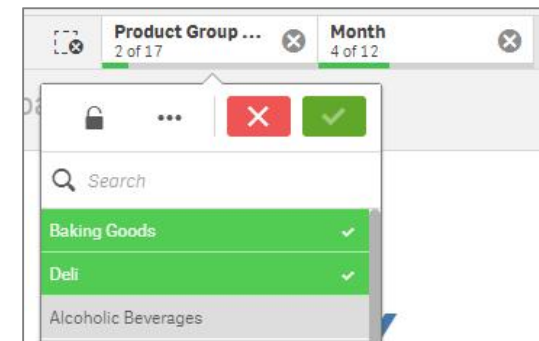 Product Group ...
2 of 17
Month
4 of 12
Search
Baking Goods
Deli
Alcoholic Beverages